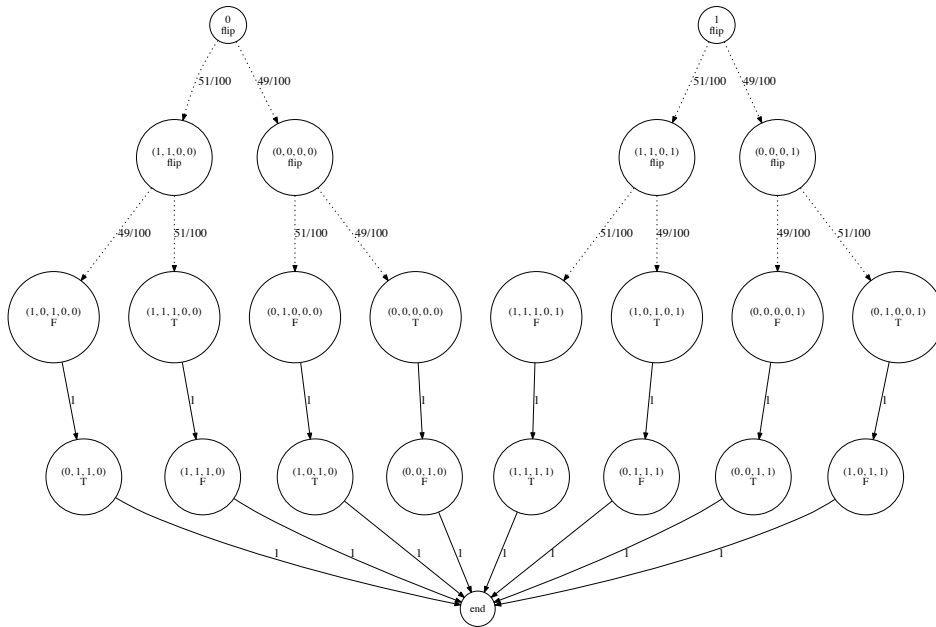 0
flip
1
flip
51/100
49/100
51/100
49/100
(1, 1, 0, 0)
flip
(0, 0, 0, 0)
flip
(1, 1, 0, 1)
flip
(0, 0, 0, 1)
flip
49/100
51/100
51/100
49/100
51/100
49/100
49/100
51/100
(1, 0, 1, 0, 0)
F
(1, 1, 1, 0, 0)
T
(0, 1, 0, 0, 0)
F
(0, 0, 0, 0, 0)
T
(1, 1, 1, 0, 1)
F
(1, 0, 1, 0, 1)
T
(0, 0, 0, 0, 1)
F
(0, 1, 0, 0, 1)
T
1
1
1
1
1
1
1
1
(0, 1, 1, 0)
T
(1, 1, 1, 0)
F
(1, 0, 1, 0)
T
(0, 0, 1, 0)
F
(1, 1, 1, 1)
T
(0, 1, 1, 1)
F
(0, 0, 1, 1)
T
(1, 0, 1, 1)
F
1
1
1
1
1
1
1
1
end